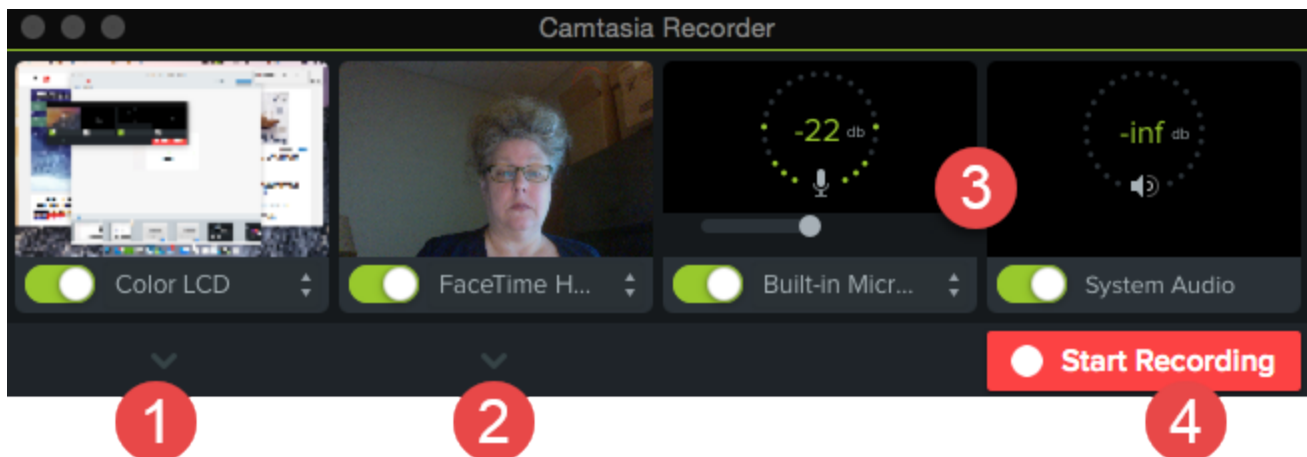 Camtasia Recorder
-22 db
-inf db
3
Color LCD
FaceTime H...
Built-in Micr...
System Audio
Start Recording
1
2
4